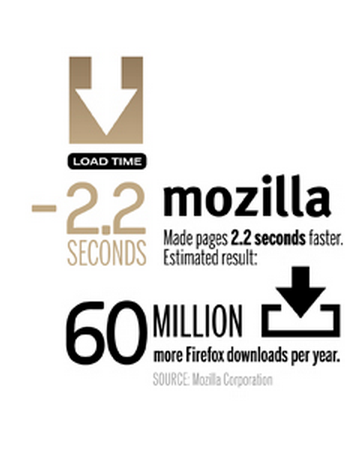 LOAD TIME
-2.2
SECONDS
mozilla
Made pages 2.2 seconds faster.
Estimated result:
60 MILLION
more Firefox downloads per year.
SOURCE: Mozilla Corporation